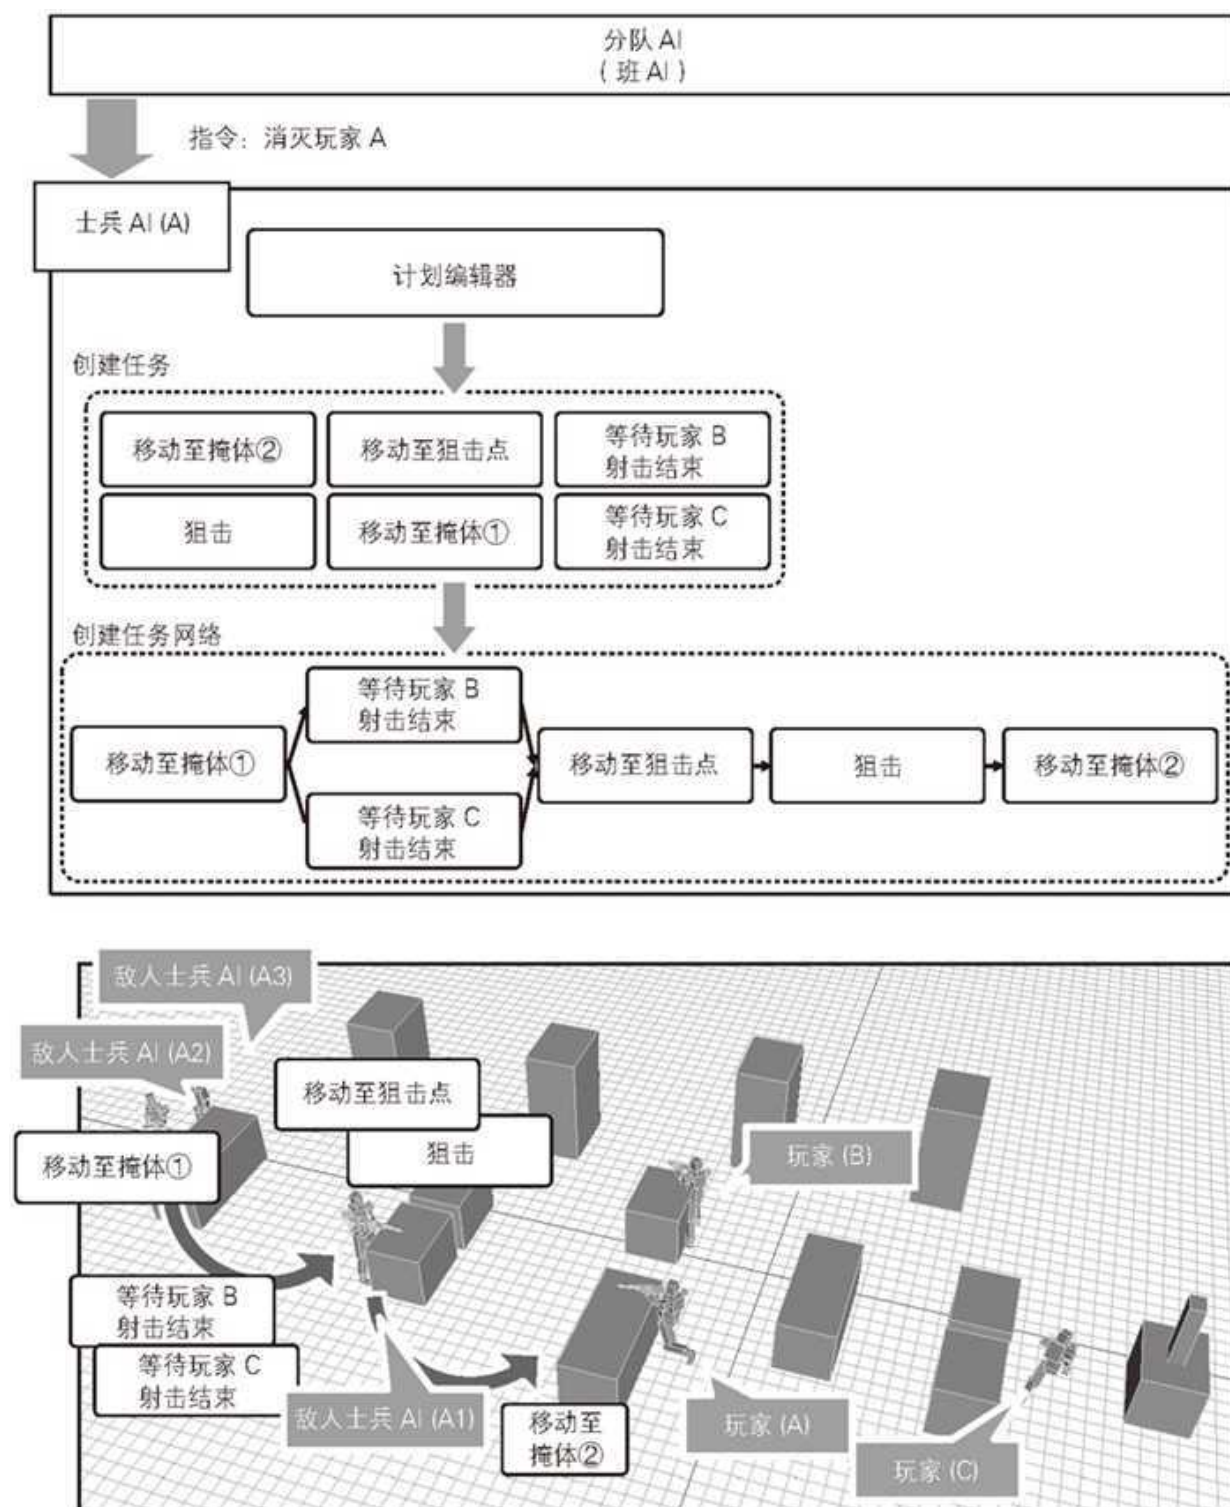 分队 AI
( 班 AI )
指令：消灭玩家 A
士兵 AI (A)
计划编辑器
创建任务
移动至掩体②
移动至狙击点
等待玩家 B
射击结束
狙击
移动至掩体①
等待玩家 C
射击结束
创建任务网络
移动至掩体①
等待玩家 B
射击结束
等待玩家 C
射击结束
移动至狙击点
狙击
移动至掩体②
敌人士兵 AI (A3)
敌人士兵 AI (A2)
移动至狙击点
狙击
移动至掩体①
玩家 (B)
等待玩家 B
射击结束
等待玩家 C
射击结束
敌人士兵 AI (A1)
移动至
掩体②
玩家 (A)
玩家 (C)